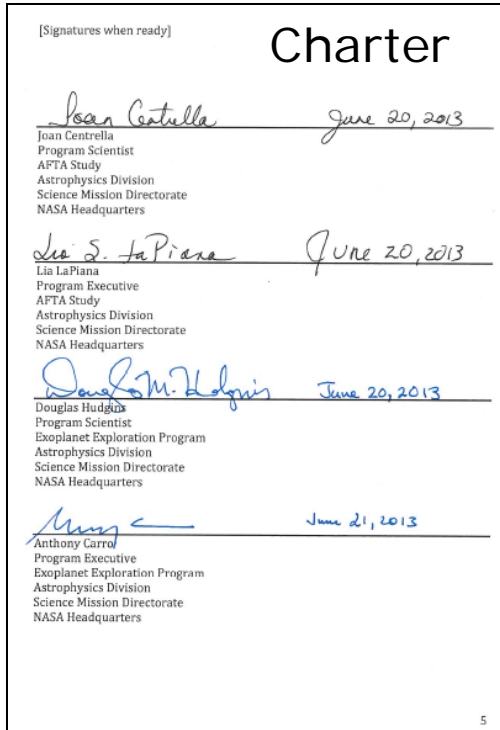 [Signatures when ready]
Charter
Joan Centrella June 20, 2013
Joan Centrella
Program Scientist
AFTA Study
Astrophysics Division
Science Mission Directorate
NASA Headquarters
Lia S. LaPiana June 20, 2013
Lia LaPiana
Program Executive
AFTA Study
Astrophysics Division
Science Mission Directorate
NASA Headquarters
Douglas M. Hudgins June 20, 2013
Douglas Hudgins
Program Scientist
Exoplanet Exploration Program
Astrophysics Division
Science Mission Directorate
NASA Headquarters
June 21, 2013
Anthony Carro
Program Executive
Exoplanet Exploration Program
Astrophysics Division
Science Mission Directorate
NASA Headquarters
5